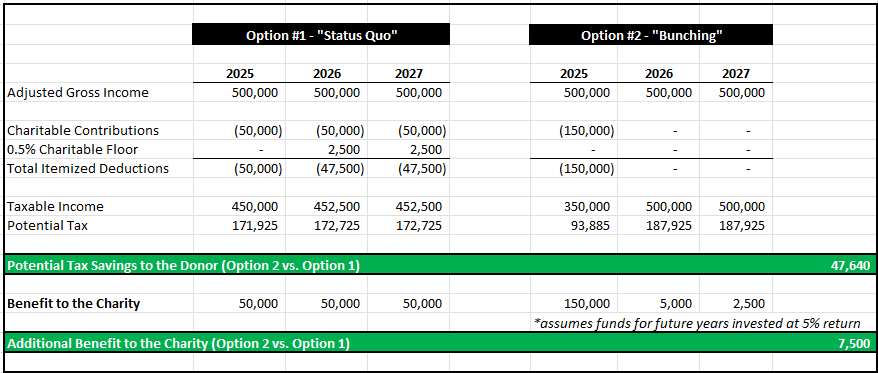 Option #1 - "Status Quo" Option #2 - "Bunching"
2025 2026 2027 2025 2026 2027
Adjusted Gross Income 500,000 500,000 500,000 500,000 500,000 500,000
Charitable Contributions (50,000) (50,000) (50,000) (150,000) - -
0.5% Charitable Floor - 2,500 2,500 - - -
Total Itemized Deductions (50,000) (47,500) (47,500) (150,000) - -
Taxable Income 450,000 452,500 452,500 350,000 500,000 500,000
Potential Tax 171,925 172,725 172,725 93,885 187,925 187,925
Potential Tax Savings to the Donor (Option 2 vs. Option 1) 47,640
Benefit to the Charity 50,000 50,000 50,000 150,000 5,000 2,500
*assumes funds for future years invested at 5% return
Additional Benefit to the Charity (Option 2 vs. Option 1) 7,500